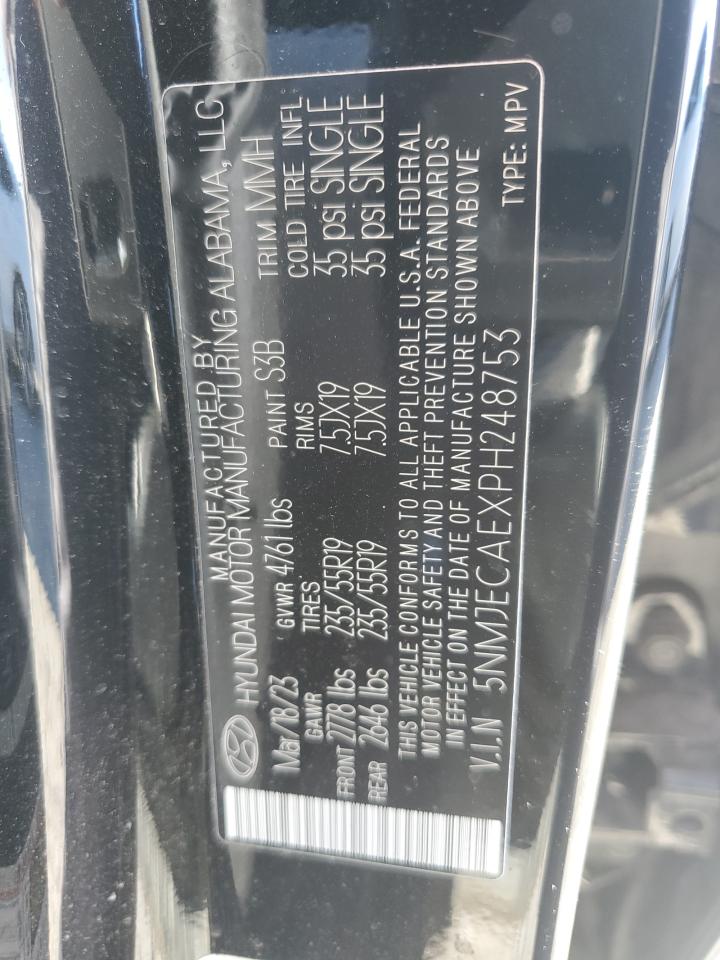 MANUFACTURED BY
HYUNDAI MOTOR MANUFACTURING ALABAMA, LLC
Mar/18/23 GVWR 4761 lbs PAINT S3B TRIM MMH
GAWR TIRES RIMS COLD TIRE INFL
FRONT 2778 lbs 235/55R19 7.5JX19 35 psi SINGLE
REAR 2646 lbs 235/55R19 7.5JX19 35 psi SINGLE
THIS VEHICLE CONFORMS TO ALL APPLICABLE U.S.A. FEDERAL
MOTOR VEHICLE SAFETY AND THEFT PREVENTION STANDARDS
IN EFFECT ON THE DATE OF MANUFACTURE SHOWN ABOVE
V.I.N 5NMJECAEXPH248753 TYPE: MPV